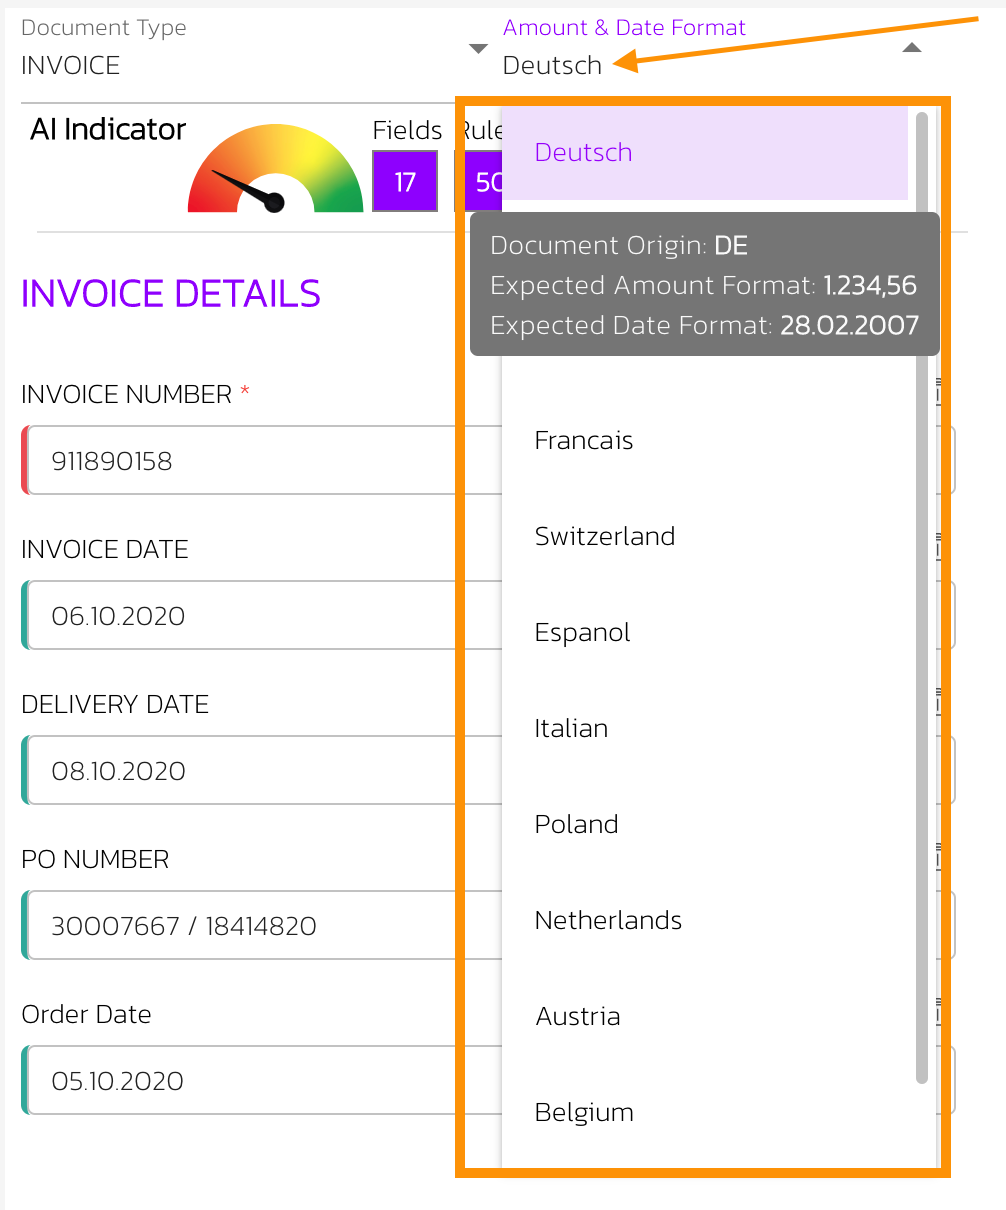 Document Type
INVOICE
Amount & Date Format
Deutsch
AI Indicator
Fields
17
Rule
50
Deutsch
Document Origin: DE
Expected Amount Format: 1.234,56
Expected Date Format: 28.02.2007
INVOICE DETAILS
INVOICE NUMBER *
911890158
INVOICE DATE
06.10.2020
DELIVERY DATE
08.10.2020
PO NUMBER
30007667 / 18414820
Order Date
05.10.2020
Francais
Switzerland
Espanol
Italian
Poland
Netherlands
Austria
Belgium